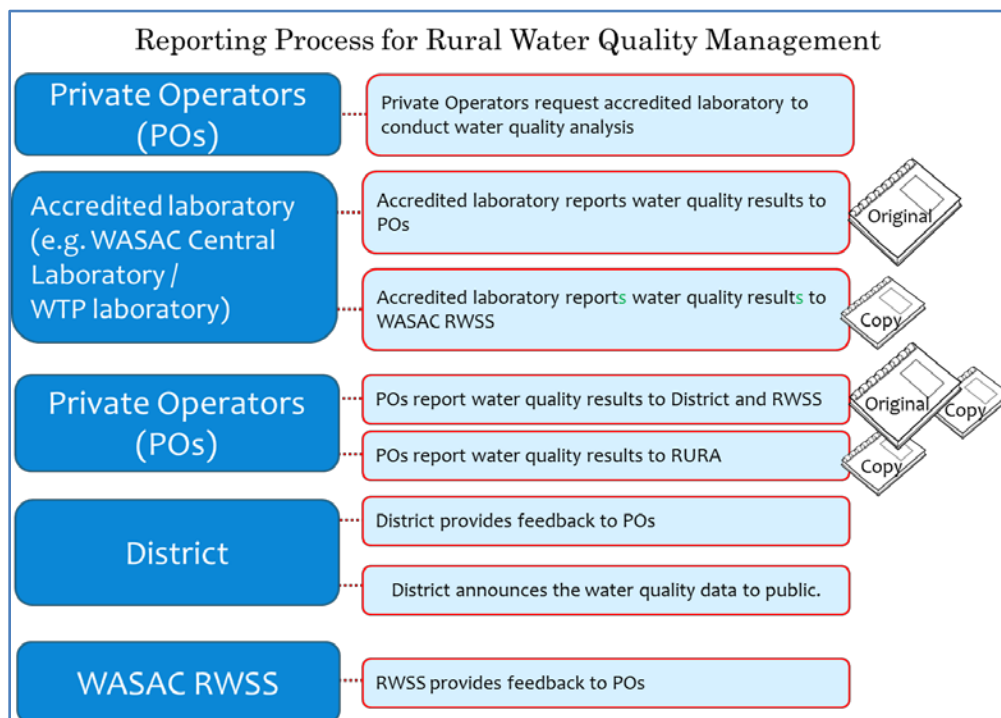 Reporting Process for Rural Water Quality Management
Private Operators
(POs)
Private Operators request accredited laboratory to
conduct water quality analysis
Accredited laboratory
(e.g. WASAC Central
Laboratory /
WTP laboratory)
Accredited laboratory reports water quality results to
POs
Original
Accredited laboratory reports water quality results to
WASAC RWSS
Copy
Private Operators
(POs)
POs report water quality results to District and RWSS
Original
Copy
POs report water quality results to RURA
Copy
District
District provides feedback to POs
District announces the water quality data to public.
WASAC RWSS
RWSS provides feedback to POs